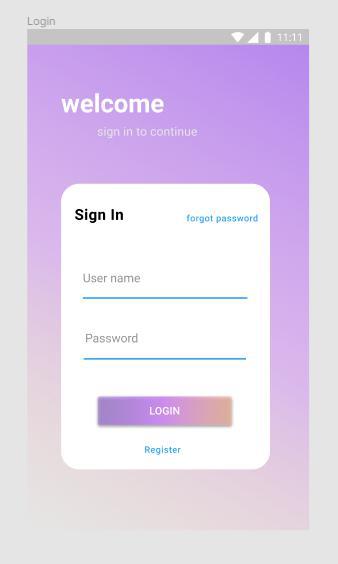 Login
11:11
welcome
sign in to continue
Sign In
forgot password
User name
Password
LOGIN
Register